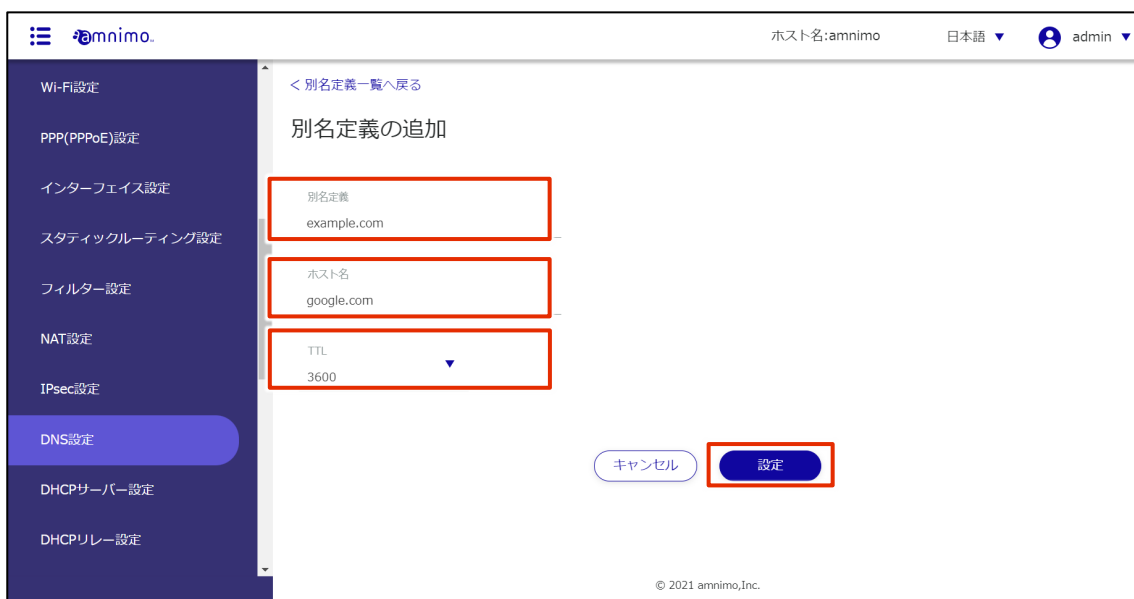 amnimo
ホスト名:amnimo
日本語 ▼
admin ▼
Wi-Fi設定
PPP(PPPoE)設定
インターフェイス設定
スタティックルーティング設定
フィルター設定
NAT設定
IPsec設定
DNS設定
DHCPサーバー設定
DHCPリレー設定
< 別名定義一覧へ戻る
別名定義の追加
別名定義
example.com
ホスト名
google.com
TTL
3600
キャンセル
設定
© 2021 amnimo,Inc.